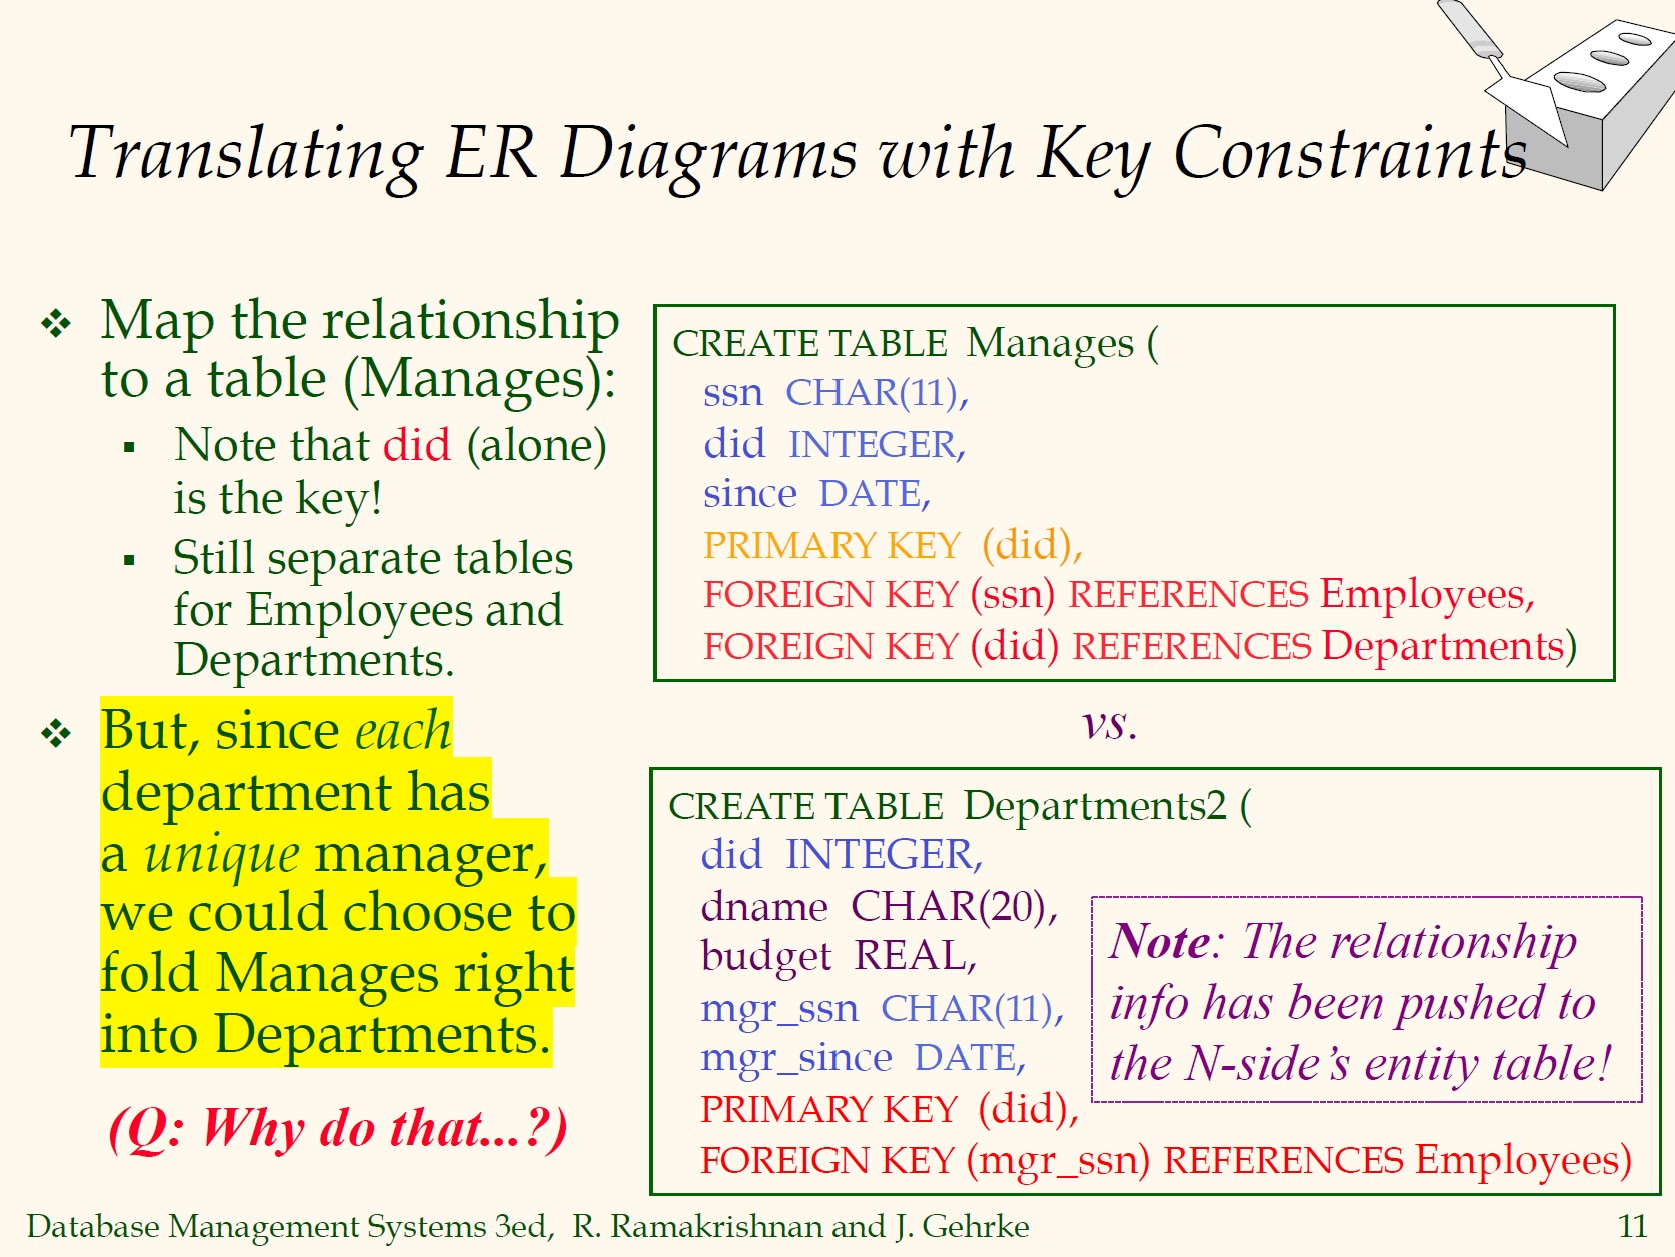 Translating ER Diagrams with Key Constraints
Map the relationship
to a table (Manages):
Note that did (alone)
is the key!
Still separate tables
for Employees and
Departments.
But, since each
department has
a unique manager,
we could choose to
fold Manages right
into Departments.
(Q: Why do that...?)
CREATE TABLE Manages (
ssn CHAR(11),
did INTEGER,
since DATE,
PRIMARY KEY (did),
FOREIGN KEY (ssn) REFERENCES Employees,
FOREIGN KEY (did) REFERENCES Departments)
vs.
CREATE TABLE Departments2 (
did INTEGER,
dname CHAR(20),
budget REAL,
mgr_ssn CHAR(11),
mgr_since DATE,
PRIMARY KEY (did),
FOREIGN KEY (mgr_ssn) REFERENCES Employees)
Note: The relationship
info has been pushed to
the N-side’s entity table!
Database Management Systems 3ed, R. Ramakrishnan and J. Gehrke
11